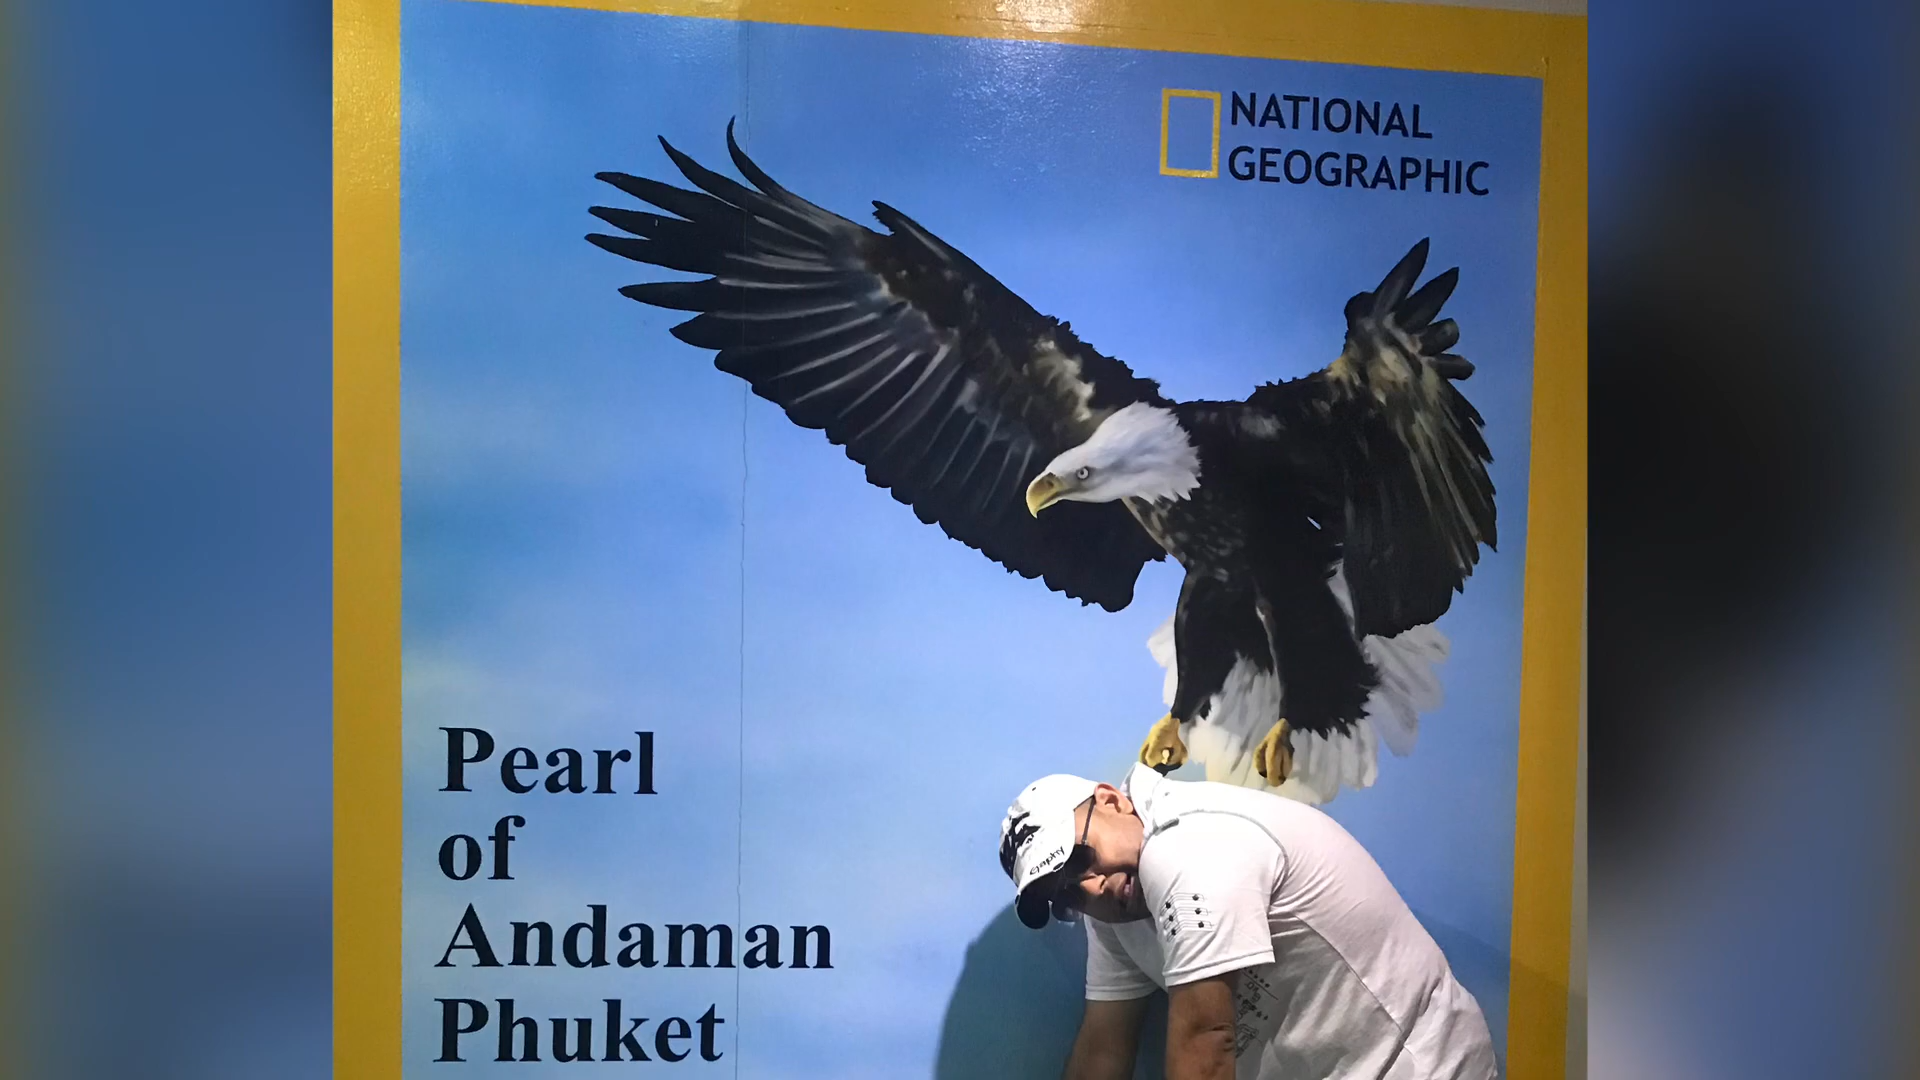 NATIONAL
GEOGRAPHIC
Pearl
of
Andaman
Phuket